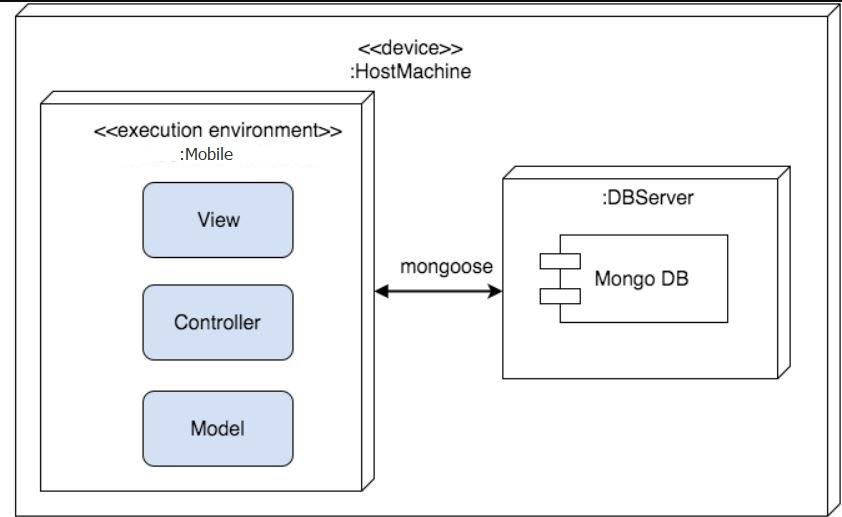 <<device>>
:HostMachine
<<execution environment>>
:Mobile
View
Controller
Model
mongoose
:DBServer
Mongo DB